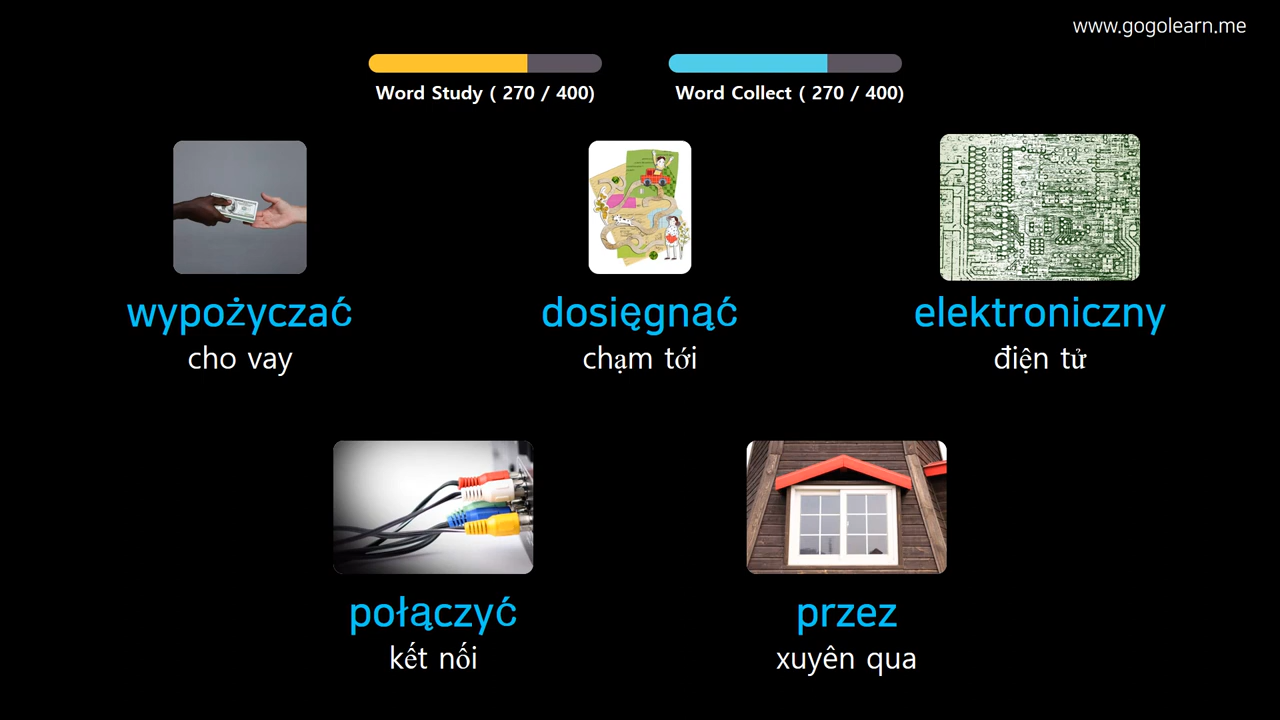 www.gogolearn.me
Word Study ( 270 / 400)
Word Collect ( 270 / 400)
wypożyczać
cho vay
dosięgnąć
chạm tới
elektroniczny
điện tử
połączyć
kết nối
przez
xuyên qua